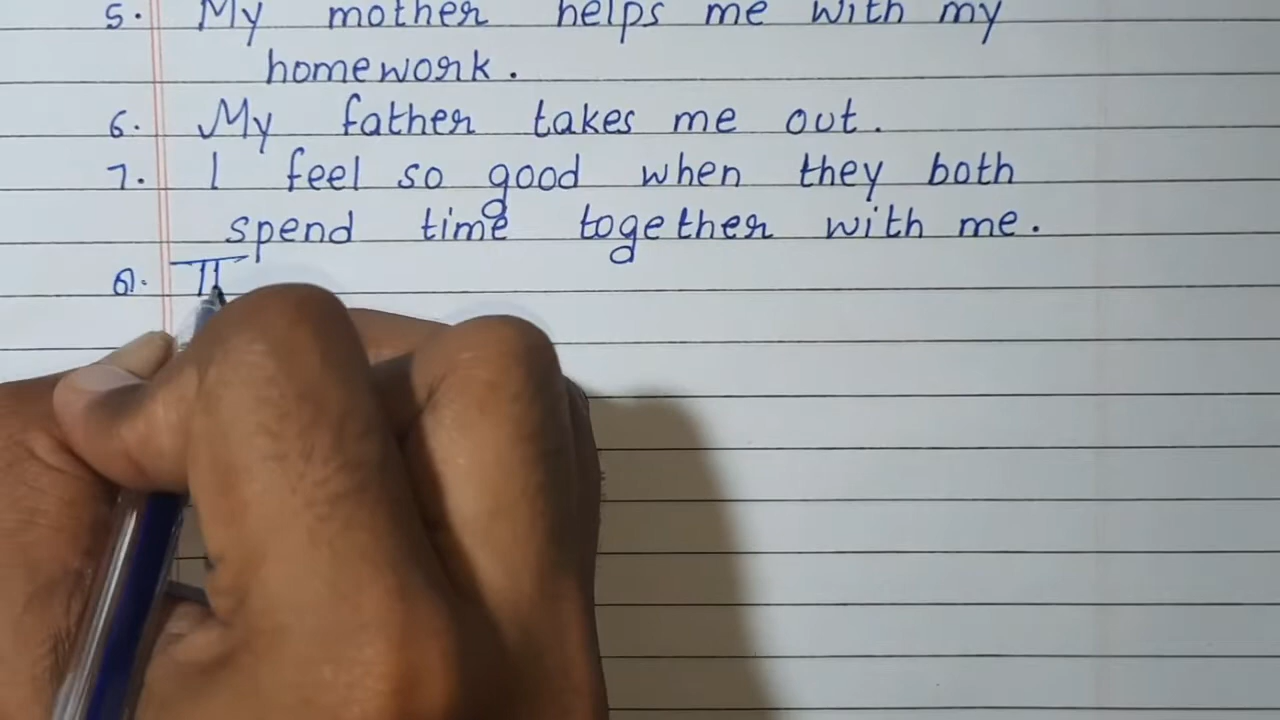 5. My mother helps me with my
homework.
6. My father takes me out.
7. I feel so good when they both
spend time together with me.
8.